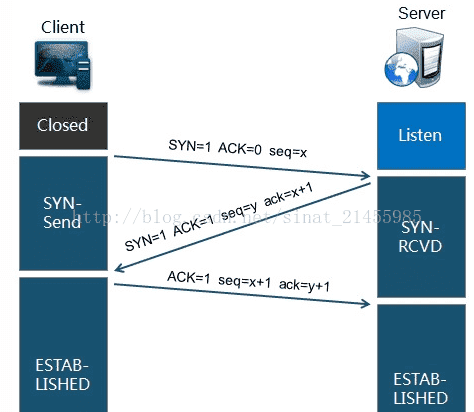 Client
Server
Closed
Listen
SYN=1 ACK=0 seq=x
SYN-
Send
SYN-
RCVD
http://blog.csdn.net/sinat_21455985
SYN=1 ACK=1 seq=y ack=x+1
ACK=1 seq=x+1 ack=y+1
ESTAB-
LISHED
ESTAB-
LISHED